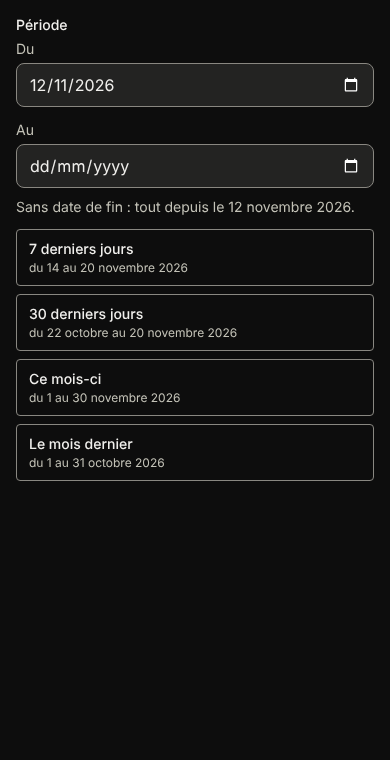 Période
Du
12/11/2026
Au
dd/mm/yyyy
Sans date de fin : tout depuis le 12 novembre 2026.
7 derniers jours
du 14 au 20 novembre 2026
30 derniers jours
du 22 octobre au 20 novembre 2026
Ce mois-ci
du 1 au 30 novembre 2026
Le mois dernier
du 1 au 31 octobre 2026